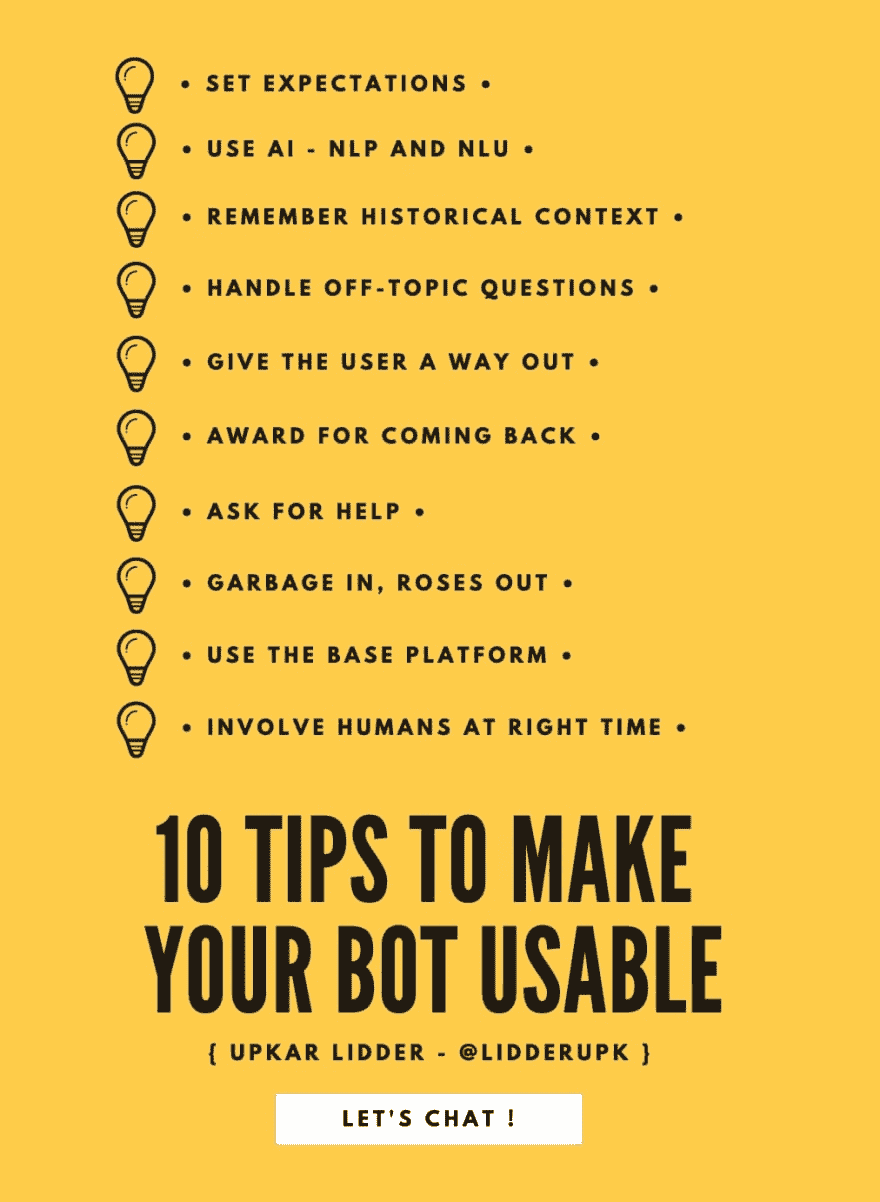 • SET EXPECTATIONS •
• USE AI - NLP AND NLU •
• REMEMBER HISTORICAL CONTEXT •
• HANDLE OFF-TOPIC QUESTIONS •
• GIVE THE USER A WAY OUT •
• AWARD FOR COMING BACK •
• ASK FOR HELP •
• GARBAGE IN, ROSES OUT •
• USE THE BASE PLATFORM •
• INVOLVE HUMANS AT RIGHT TIME •
10 TIPS TO MAKE
YOUR BOT USABLE
{ UPKAR LIDDER - @LIDDERUPK }
LET'S CHAT !